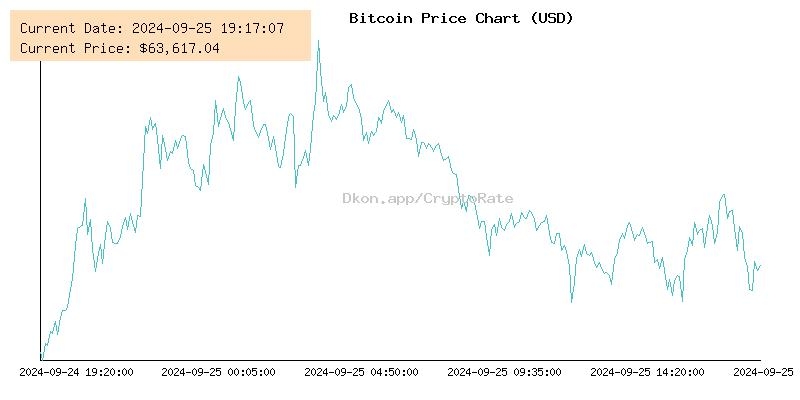 Bitcoin Price Chart (USD)
Current Date: 2024-09-25 19:17:07
Current Price: $63,617.04
Dkon.app/CryptoRate
2024-09-24 19:20:00 2024-09-25 00:05:00 2024-09-25 04:50:00 2024-09-25 09:35:00 2024-09-25 14:20:00 2024-09-25